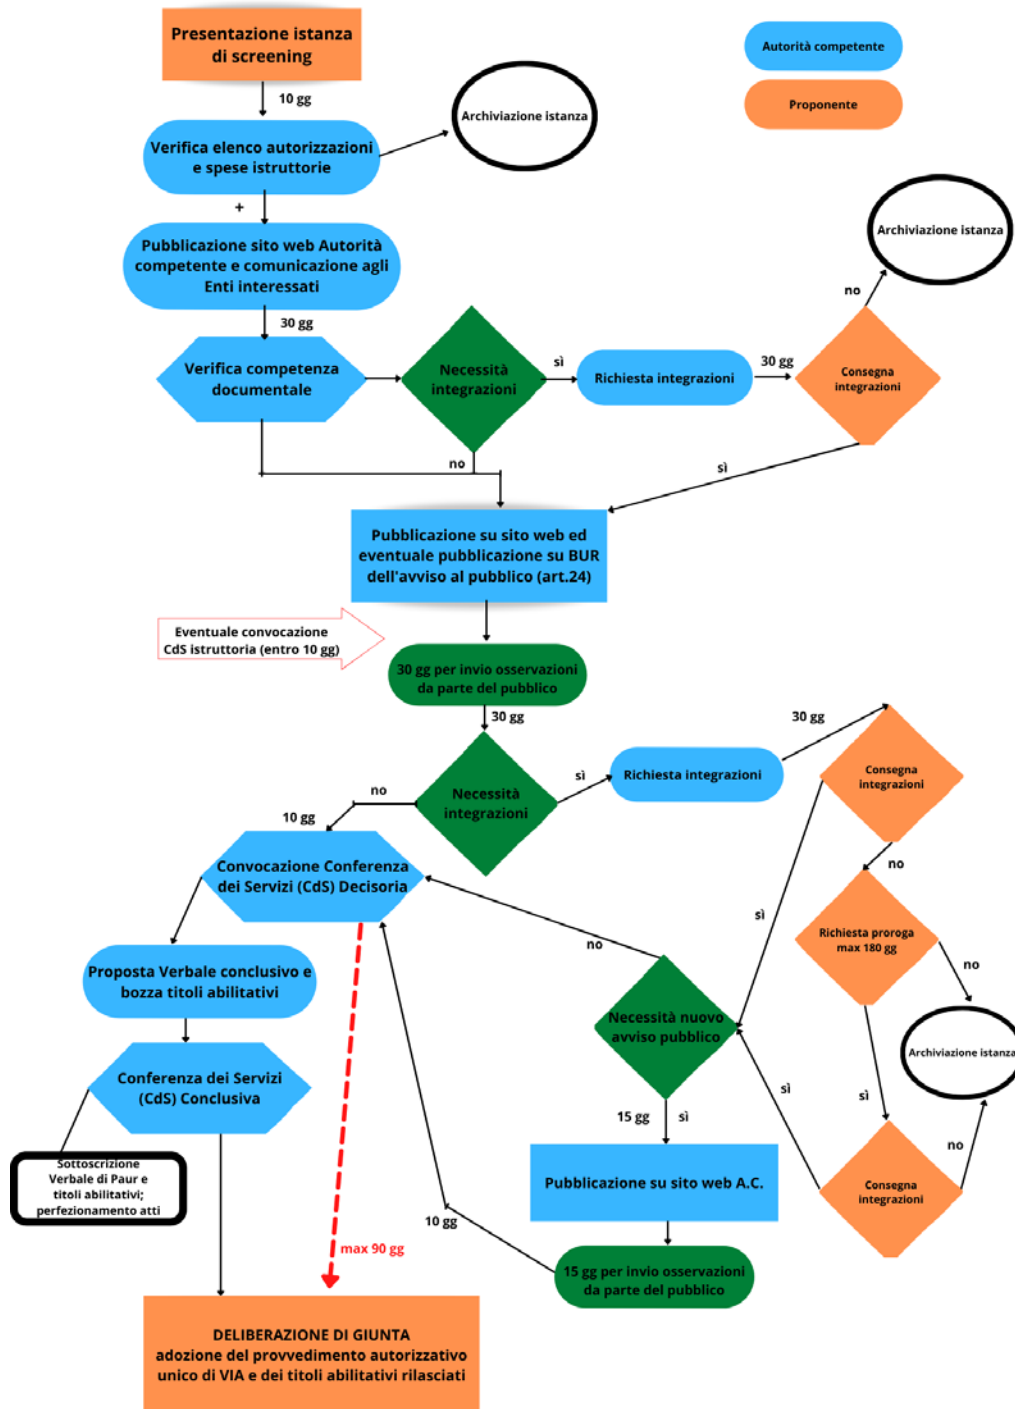 Presentazione istanza
di screening
Autorità competente
Proponente
10 gg
Archiviazione istanza
Verifica elenco autorizzazioni
e spese istruttorie
+
Archiviazione istanza
Pubblicazione sito web Autorità
competente e comunicazione agli
Enti interessati
no
30 gg
Verifica competenza
documentale
Necessità
integrazioni
sì
Richiesta integrazioni
30 gg
Consegna
integrazioni
no
sì
Pubblicazione su sito web ed
eventuale pubblicazione su BUR
dell'avviso al pubblico (art.24)
Eventuale convocazione
CdS istruttoria (entro 10 gg)
30 gg per invio osservazioni
da parte del pubblico
30 gg
30 gg
Necessità
integrazioni
sì
Richiesta integrazioni
Consegna
integrazioni
no
10 gg
Convocazione Conferenza
dei Servizi (CdS) Decisoria
no
sì
Richiesta proroga
max 180 gg
no
no
Proposta Verbale conclusivo e
bozza titoli abilitativi
Necessità nuovo
avviso pubblico
Archiviazione istanza
Conferenza dei Servizi
(CdS) Conclusiva
sì
sì
15 gg
sì
no
Sottoscrizione
Verbale di Paur e
titoli abilitativi;
perfezionamento atti
Pubblicazione su sito web A.C.
Consegna
integrazioni
10 gg
max 90 gg
15 gg per invio osservazioni
da parte del pubblico
DELIBERAZIONE DI GIUNTA
adozione del provvedimento autorizzativo
unico di VIA e dei titoli abilitativi rilasciati